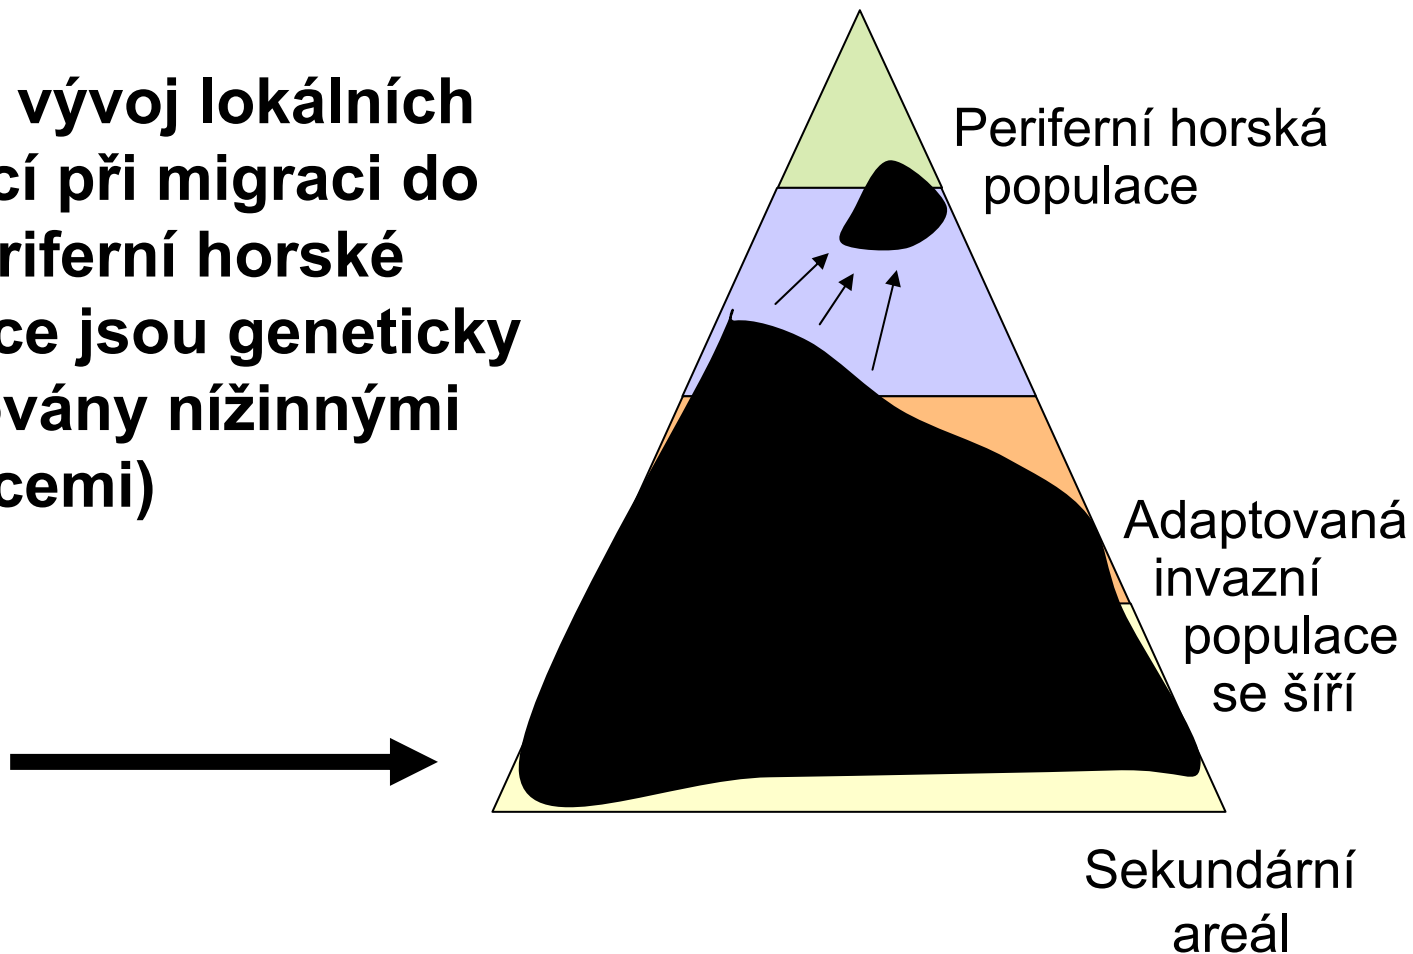 vývoj lokálních
cí při migraci do
riferní horské
ce jsou geneticky
vány nížinnými
cemi)
Periferní horská
populace
Adaptovaná
invazní
populace
se šíří
Sekundární
areál